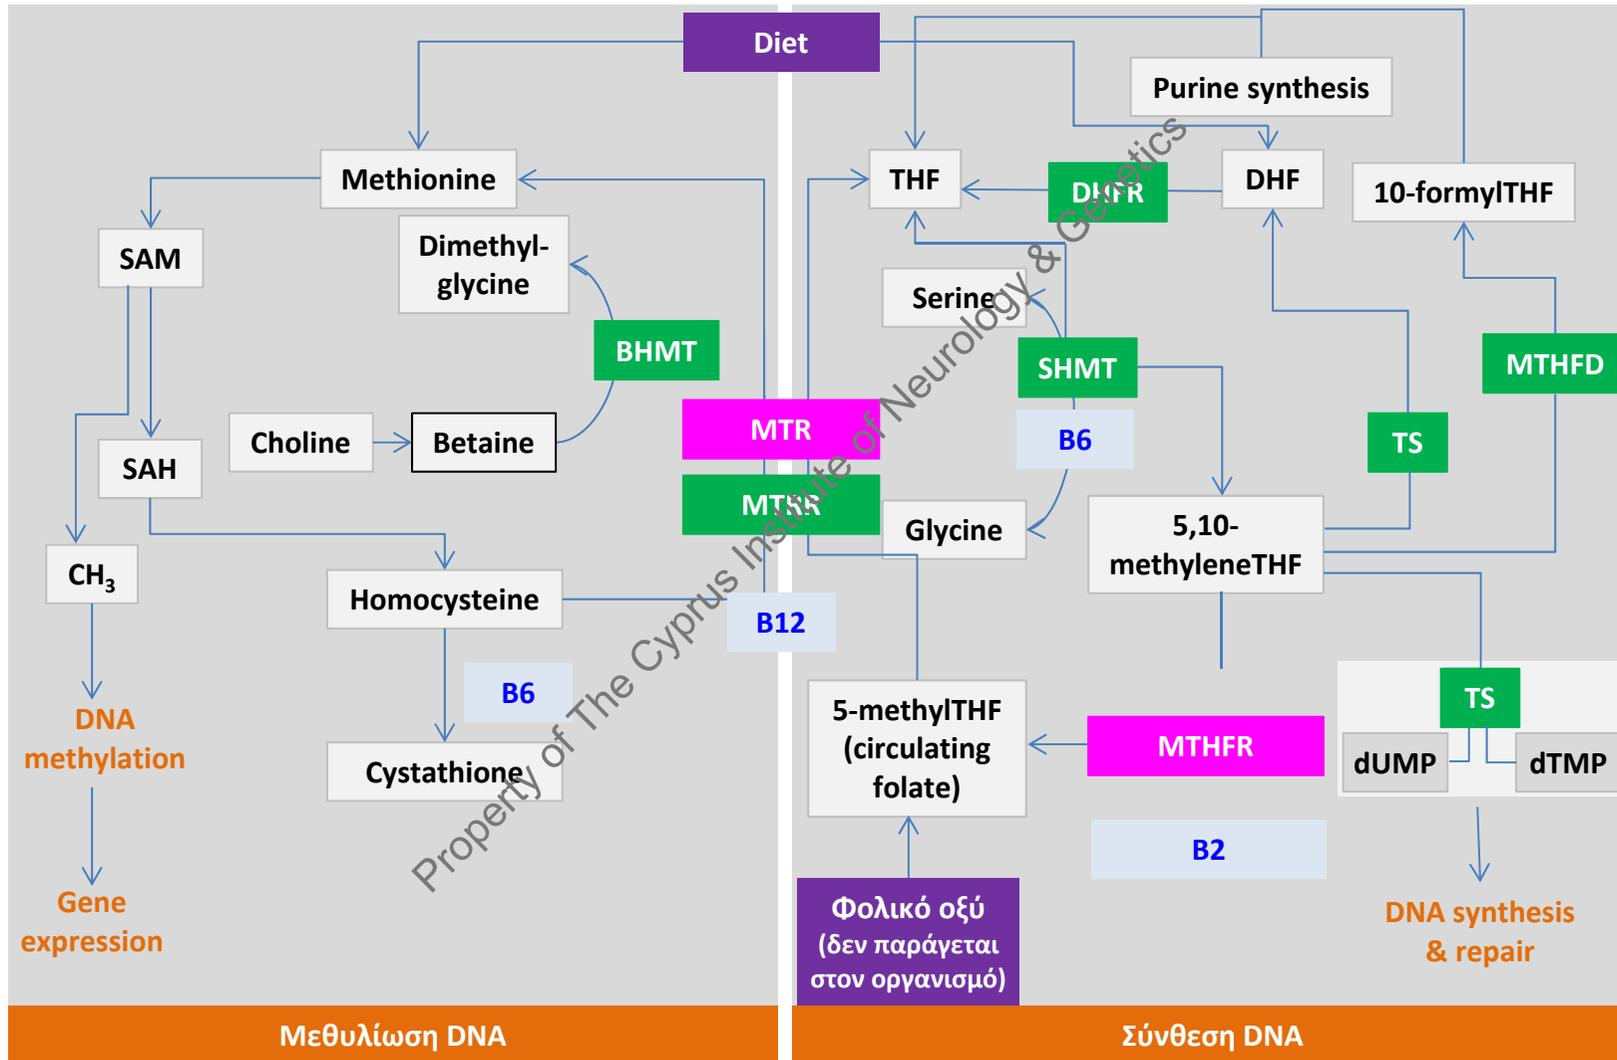 Diet
Purine synthesis
Methionine
THF
DHFR
DHF
10-formylTHF
SAM
Dimethyl-
glycine
Serine
BHMT
SHMT
MTHFD
Choline
Betaine
MTR
B6
TS
SAH
MTRR
Glycine
5,10-
methyleneTHF
CH₃
Homocysteine
B12
B6
5-methylTHF
(circulating
folate)
MTHFR
TS
dUMP
dTMP
DNA
methylation
Cystathione
B2
Gene
expression
Φολικό οξύ
(δεν παράγεται
στον οργανισμό)
DNA synthesis
& repair
Μεθυλίωση DNA
Σύνθεση DNA
Property of The Cyprus Institute of Neurology & Genetics